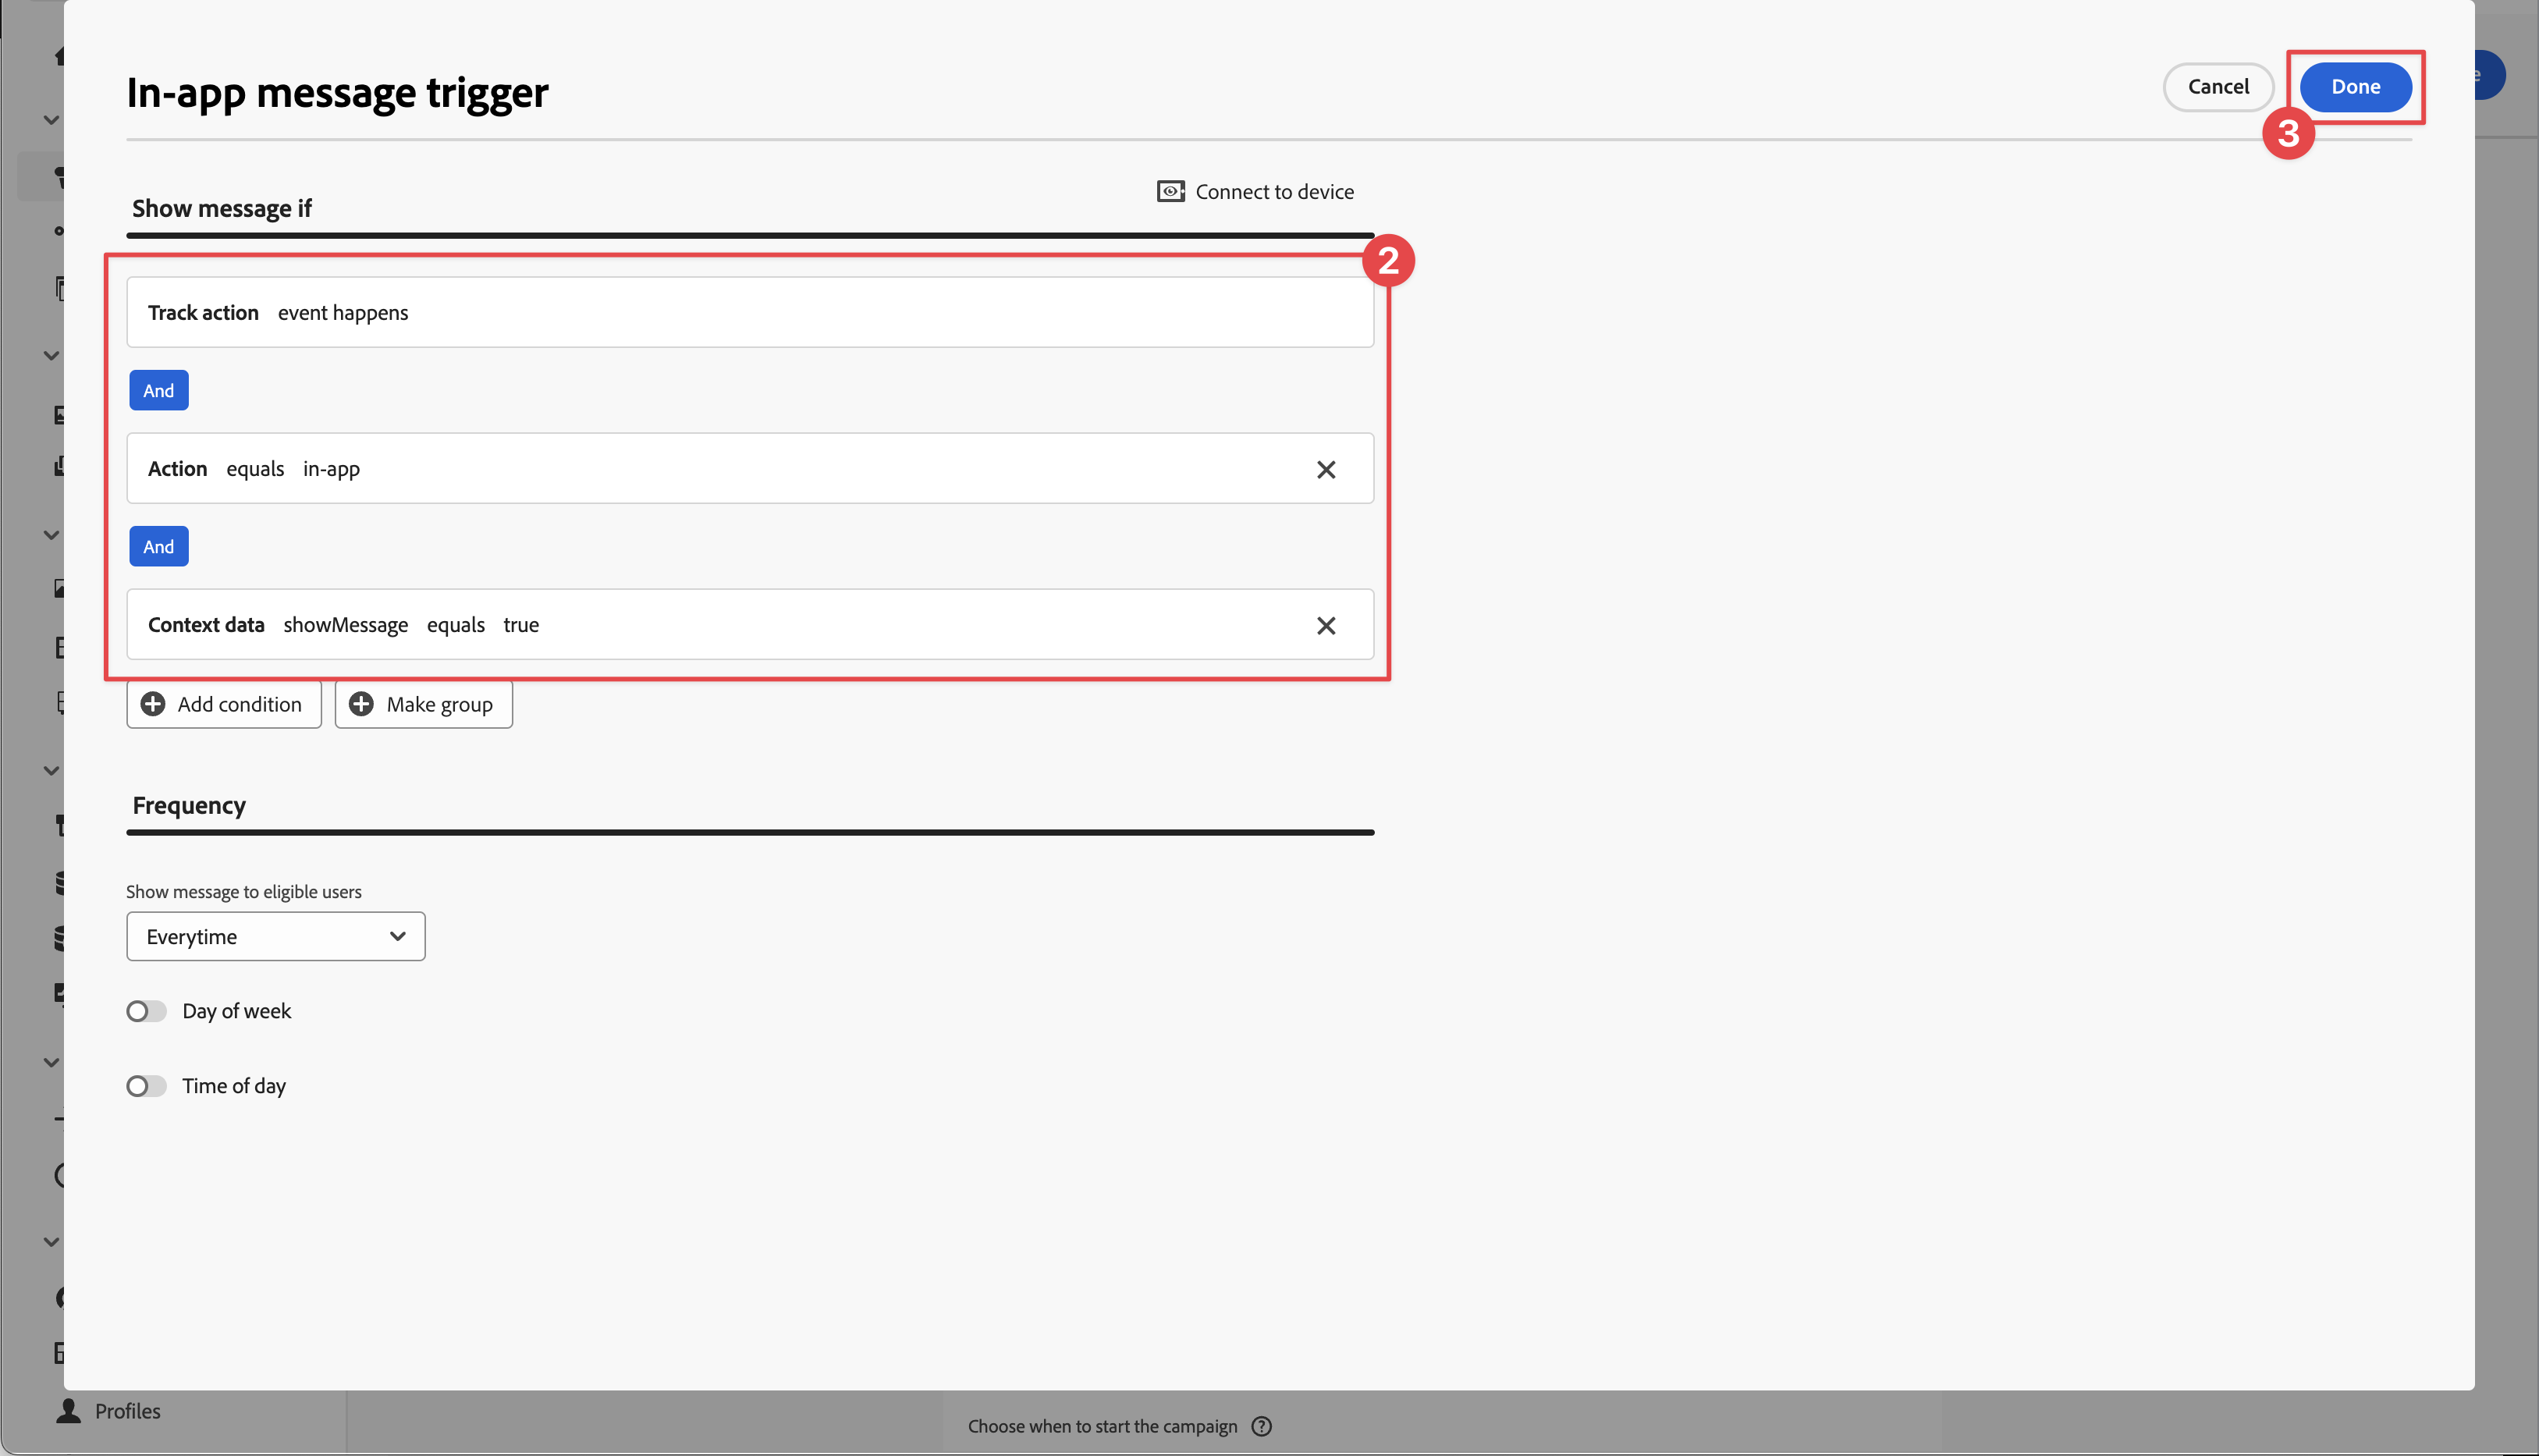 In-app message trigger
Cancel
Done
3
Show message if
Connect to device
2
Track action event happens
And
Action equals in-app
And
Context data showMessage equals true
Add condition
Make group
Frequency
Show message to eligible users
Everytime
Day of week
Time of day
Profiles
Choose when to start the campaign ?